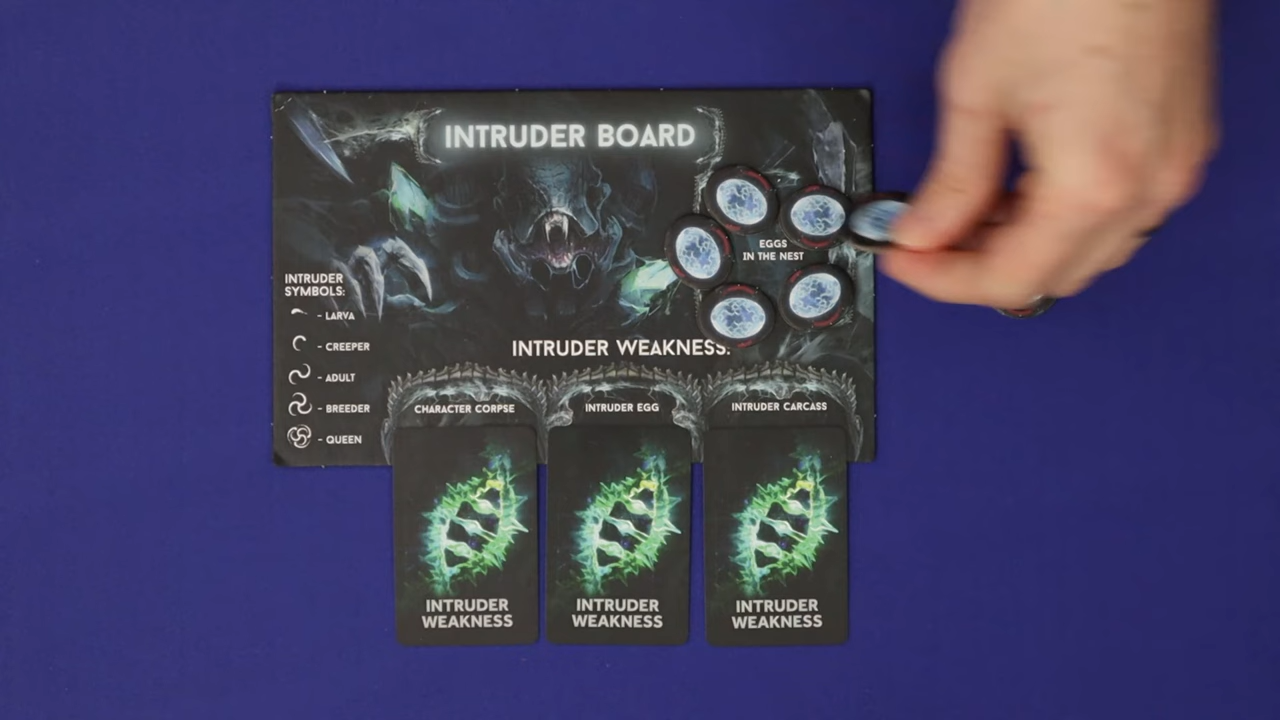 INTRUDER BOARD
EGGS
IN THE NEST
INTRUDER
SYMBOLS:
- LARVA
- CREEPER
- ADULT
- BREEDER
- QUEEN
INTRUDER WEAKNESS:
CHARACTER CORPSE
INTRUDER EGG
INTRUDER CARCASS
INTRUDER
WEAKNESS
INTRUDER
WEAKNESS
INTRUDER
WEAKNESS